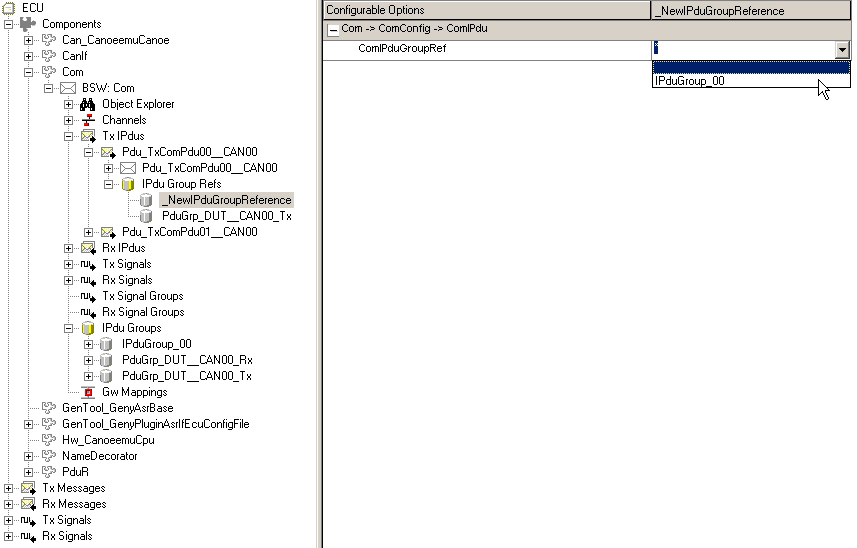 ECU
Components
Can_CanoeemuCanoe
CanIf
Com
BSW: Com
Object Explorer
Channels
Tx IPdus
Pdu_TxComPdu00__CAN00
Pdu_TxComPdu00__CAN00
IPdu Group Refs
_NewIPduGroupReference
PduGrp_DUT__CAN00_Tx
Pdu_TxComPdu01__CAN00
Rx IPdus
Tx Signals
Rx Signals
Tx Signal Groups
Rx Signal Groups
IPdu Groups
IPduGroup_00
PduGrp_DUT__CAN00_Rx
PduGrp_DUT__CAN00_Tx
Gw Mappings
GenTool_GenyAsrBase
GenTool_GenyPluginAsrIfEcuConfigFile
Hw_CanoeemuCpu
NameDecorator
PduR
Tx Messages
Rx Messages
Tx Signals
Rx Signals
Configurable Options _NewIPduGroupReference
Com -> ComConfig -> ComIPdu
ComIPduGroupRef *
IPduGroup_00